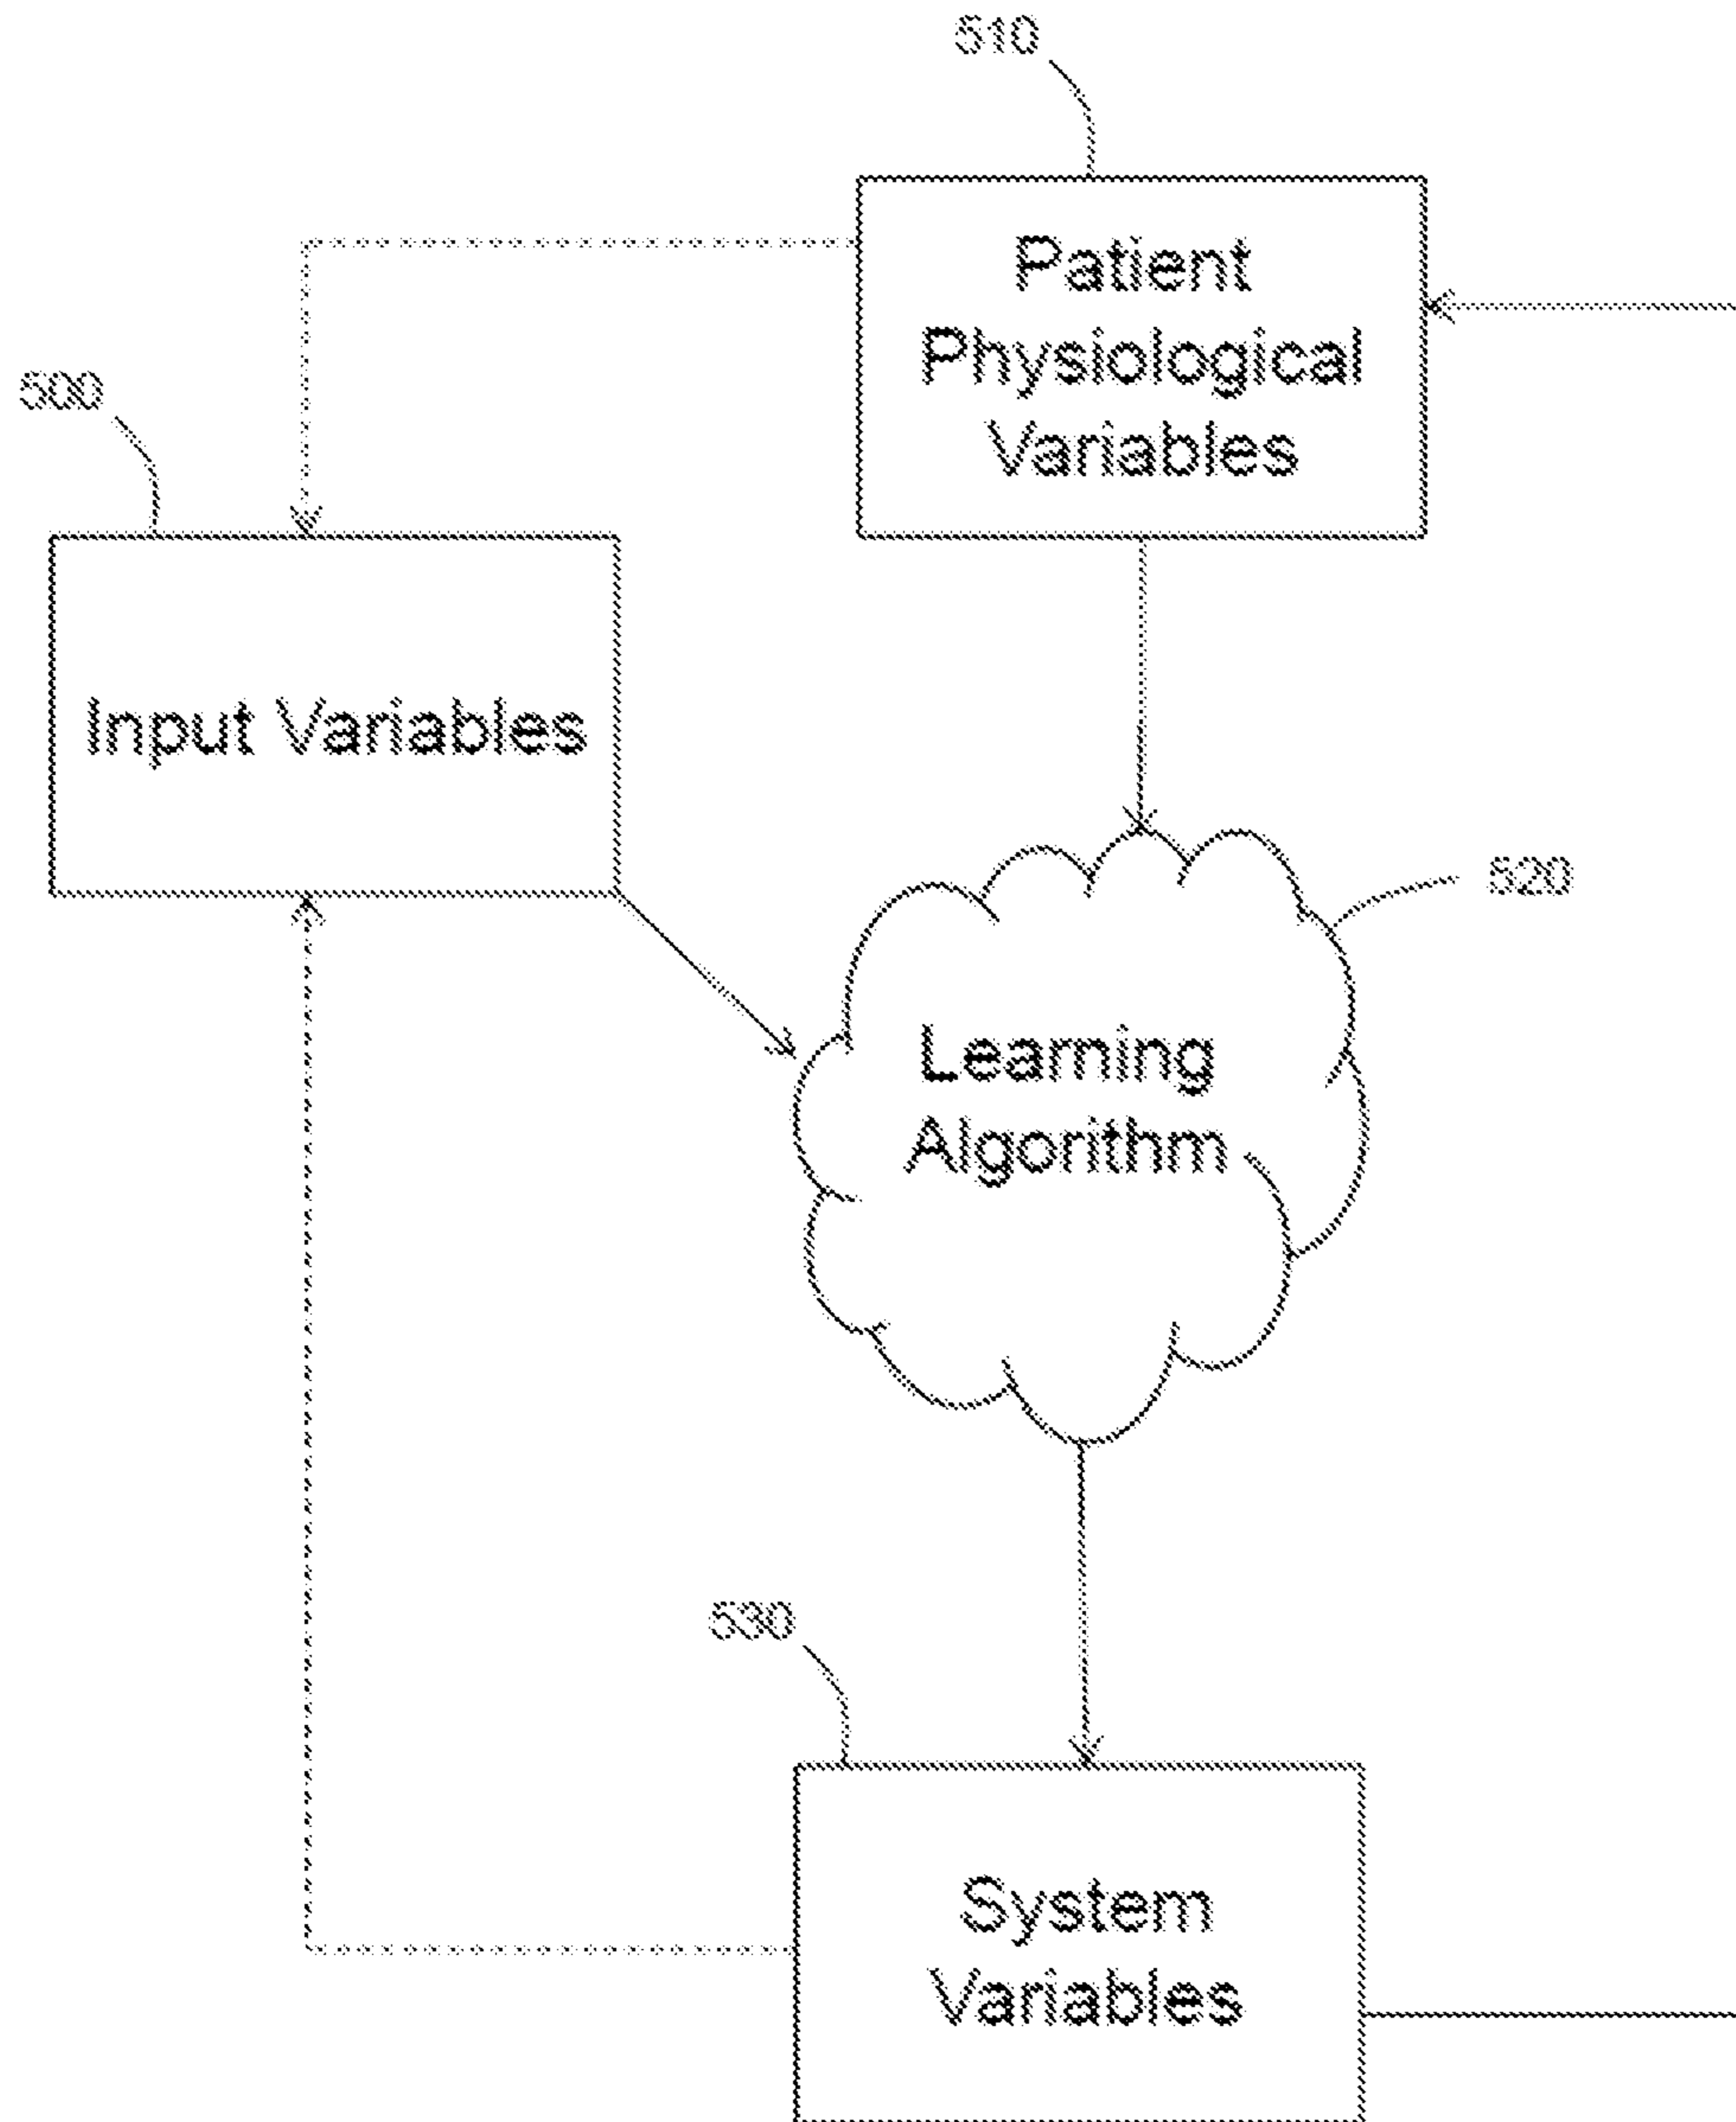 510
Patient
Physiological
Variables
500
Input Variables
520
Learning
Algorithm
530
System
Variables